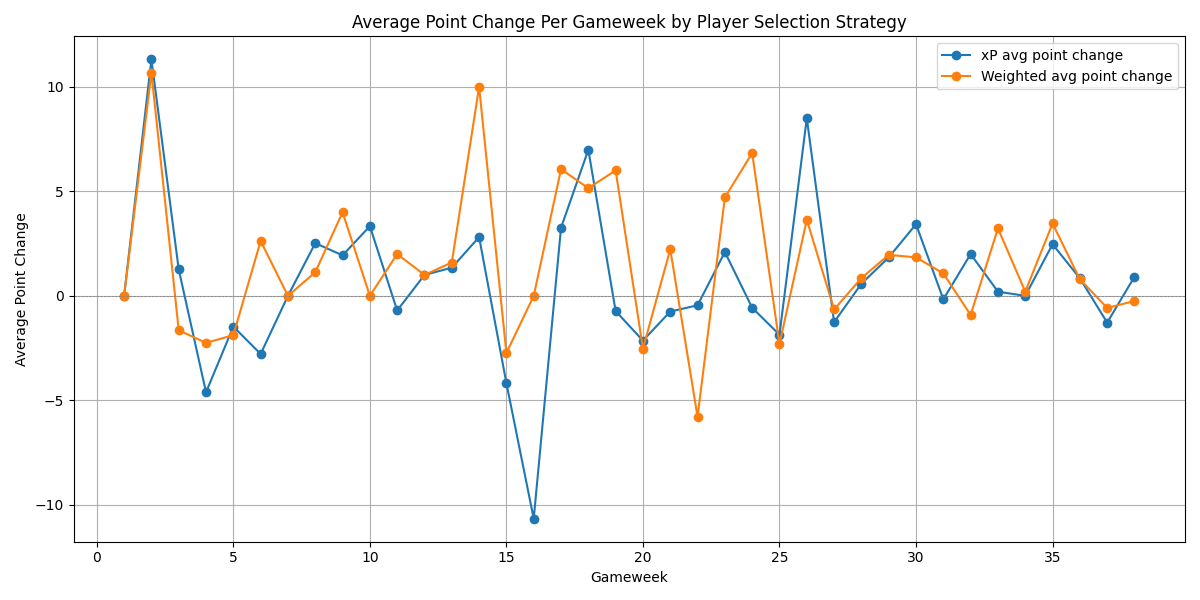 Average Point Change Per Gameweek by Player Selection Strategy
xP avg point change
Weighted avg point change
Average Point Change
10
5
0
−5
−10
0 5 10 15 20 25 30 35
Gameweek